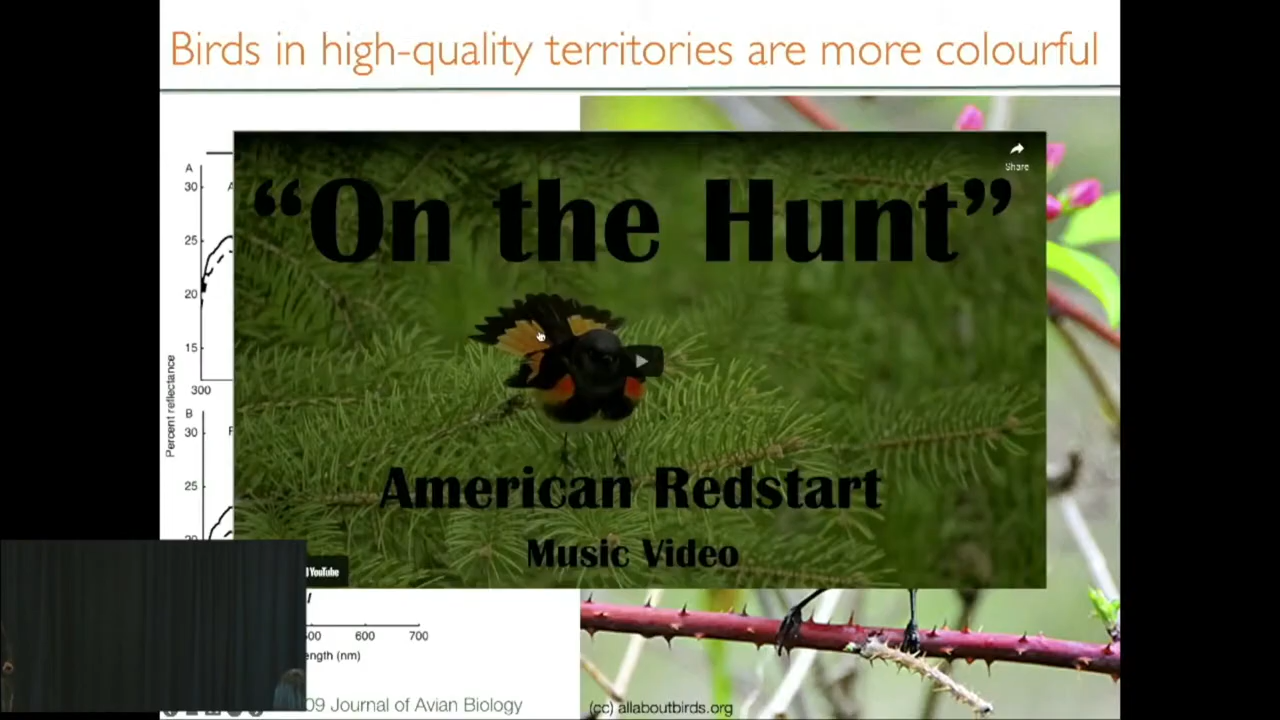 Birds in high-quality territories are more colourful
Share
“On the Hunt”
American Redstart
Music Video
YouTube
A
30
25
20
15
300
B
30
25
Percent reflectance
600
700
(nm)
09 Journal of Avian Biology
(cc) allaboutbirds.org